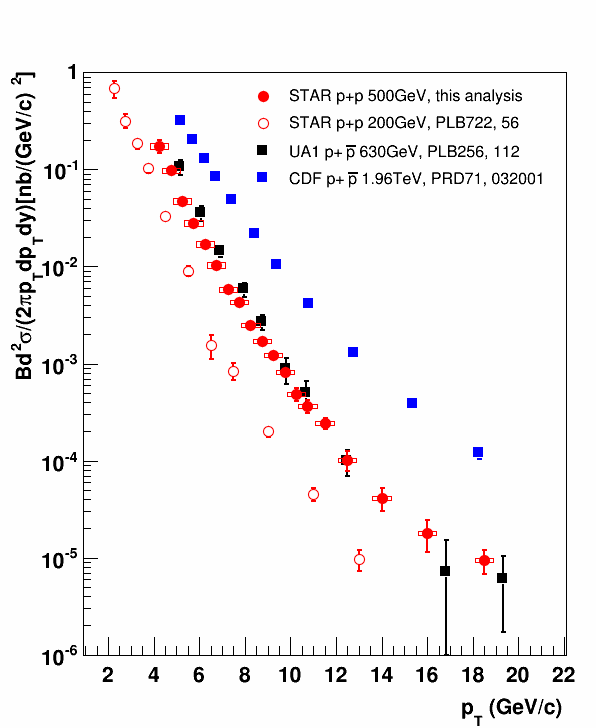 Bd²σ/(2πp_T dp_T dy)[nb/(GeV/c)²]
1
10⁻¹
10⁻²
10⁻³
10⁻⁴
10⁻⁵
10⁻⁶
STAR p+p 500GeV, this analysis
STAR p+p 200GeV, PLB722, 56
UA1 p+p̅ 630GeV, PLB256, 112
CDF p+p̅ 1.96TeV, PRD71, 032001
2 4 6 8 10 12 14 16 18 20 22
p_T (GeV/c)